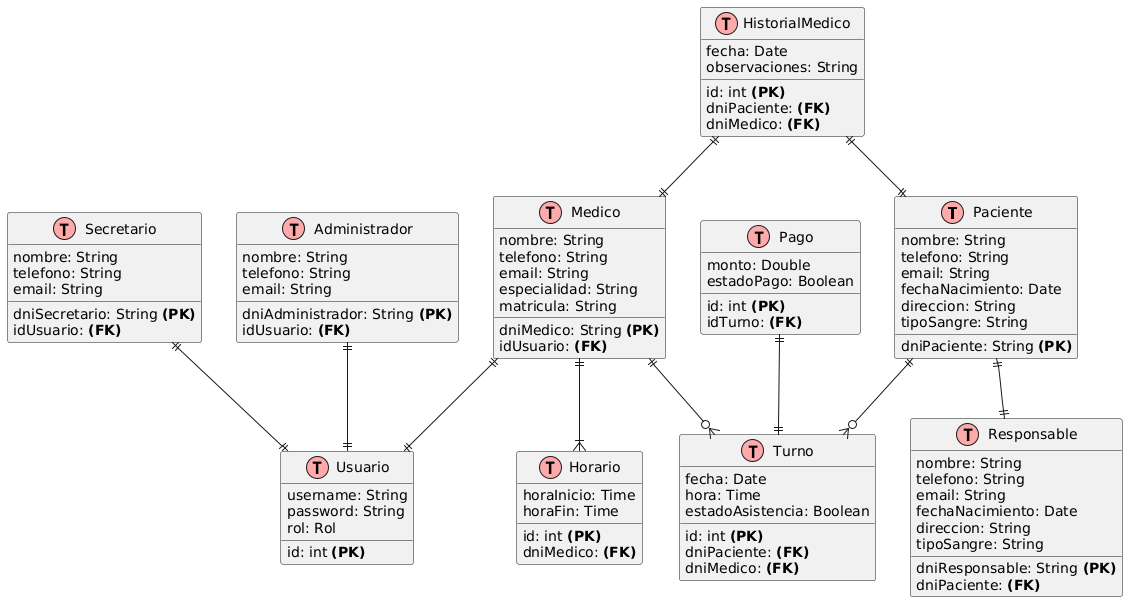 T HistorialMedico
fecha: Date
observaciones: String
id: int (PK)
dniPaciente: (FK)
dniMedico: (FK)
T Secretario
nombre: String
telefono: String
email: String
dniSecretario: String (PK)
idUsuario: (FK)
T Administrador
nombre: String
telefono: String
email: String
dniAdministrador: String (PK)
idUsuario: (FK)
T Medico
nombre: String
telefono: String
email: String
especialidad: String
matricula: String
dniMedico: String (PK)
idUsuario: (FK)
T Pago
monto: Double
estadoPago: Boolean
id: int (PK)
idTurno: (FK)
T Paciente
nombre: String
telefono: String
email: String
fechaNacimiento: Date
direccion: String
tipoSangre: String
dniPaciente: String (PK)
T Usuario
username: String
password: String
rol: Rol
id: int (PK)
T Horario
horaInicio: Time
horaFin: Time
id: int (PK)
dniMedico: (FK)
T Turno
fecha: Date
hora: Time
estadoAsistencia: Boolean
id: int (PK)
dniPaciente: (FK)
dniMedico: (FK)
T Responsable
nombre: String
telefono: String
email: String
fechaNacimiento: Date
direccion: String
tipoSangre: String
dniResponsable: String (PK)
dniPaciente: (FK)